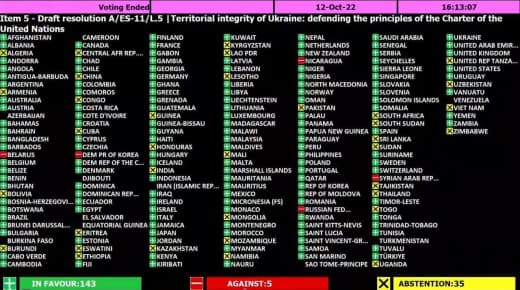 Voting Ended
12-Oct-22
16:13:07
Item 5 - Draft resolution A/ES-11/L.5 |Territorial integrity of Ukraine: defending the principles of the Charter of the
United Nations
AFGHANISTAN
ALBANIA
ALGERIA
ANDORRA
ANGOLA
ANTIGUA-BARBUDA
ARGENTINA
ARMENIA
AUSTRALIA
AUSTRIA
AZERBAIJAN
BAHAMAS
BAHRAIN
BANGLADESH
BARBADOS
BELARUS
BELGIUM
BELIZE
BENIN
BHUTAN
BOLIVIA
BOSNIA-HERZEGOVI...
BOTSWANA
BRAZIL
BRUNEI DARUSSAL...
BULGARIA
BURKINA FASO
BURUNDI
CABO VERDE
CAMBODIA
CAMEROON
CANADA
CENTRAL AFR REP...
CHAD
CHILE
CHINA
COLOMBIA
COMOROS
CONGO
COSTA RICA
COTE D'IVOIRE
CROATIA
CUBA
CYPRUS
CZECHIA
DEM PR OF KOREA
DEM REP OF THE C...
DENMARK
DJIBOUTI
DOMINICA
DOMINICAN REP...
ECUADOR
EGYPT
EL SALVADOR
EQUATORIAL GUINEA
ERITREA
ESTONIA
ESWATINI
ETHIOPIA
FIJI
FINLAND
FRANCE
GABON
GAMBIA
GEORGIA
GERMANY
GHANA
GREECE
GRENADA
GUATEMALA
GUINEA
GUINEA-BISSAU
GUYANA
HAITI
HONDURAS
HUNGARY
ICELAND
INDIA
INDONESIA
IRAN (ISLAMIC REP...
IRAQ
IRELAND
ISRAEL
ITALY
JAMAICA
JAPAN
JORDAN
KAZAKHSTAN
KENYA
KIRIBATI
KUWAIT
KYRGYZSTAN
LAO PDR
LATVIA
LEBANON
LESOTHO
LIBERIA
LIBYA
LIECHTENSTEIN
LITHUANIA
LUXEMBOURG
MADAGASCAR
MALAWI
MALAYSIA
MALDIVES
MALI
MALTA
MARSHALL ISLANDS
MAURITANIA
MAURITIUS
MEXICO
MICRONESIA (FS)
MONACO
MONGOLIA
MONTENEGRO
MOROCCO
MOZAMBIQUE
MYANMAR
NAMIBIA
NAURU
NEPAL
NETHERLANDS
NEW ZEALAND
NICARAGUA
NIGER
NIGERIA
NORTH MACEDONIA
NORWAY
OMAN
PAKISTAN
PALAU
PANAMA
PAPUA NEW GUINEA
PARAGUAY
PERU
PHILIPPINES
POLAND
PORTUGAL
QATAR
REP OF KOREA
REP OF MOLDOVA
ROMANIA
RUSSIAN FED...
RWANDA
SAINT KITTS-NEVIS
SAINT LUCIA
SAINT VINCENT-GR...
SAMOA
SAN MARINO
SAO TOME-PRINCIPE
SAUDI ARABIA
SENEGAL
SERBIA
SEYCHELLES
SIERRA LEONE
SINGAPORE
SLOVAKIA
SLOVENIA
SOLOMON ISLANDS
SOMALIA
SOUTH AFRICA
SOUTH SUDAN
SPAIN
SRI LANKA
SUDAN
SURINAME
SWEDEN
SWITZERLAND
SYRIAN ARAB REP...
TAJIKISTAN
THAILAND
TIMOR-LESTE
TOGO
TONGA
TRINIDAD-TOBAGO
TUNISIA
TURKMENISTAN
TUVALU
TÜRKİYE
UGANDA
UKRAINE
UNITED ARAB EMIR...
UNITED KINGDOM
UNITED REP TANZA...
UNITED STATES
URUGUAY
UZBEKISTAN
VANUATU
VENEZUELA
VIET NAM
YEMEN
ZAMBIA
ZIMBABWE
IN FAVOUR:143
AGAINST:5
ABSTENTION:35